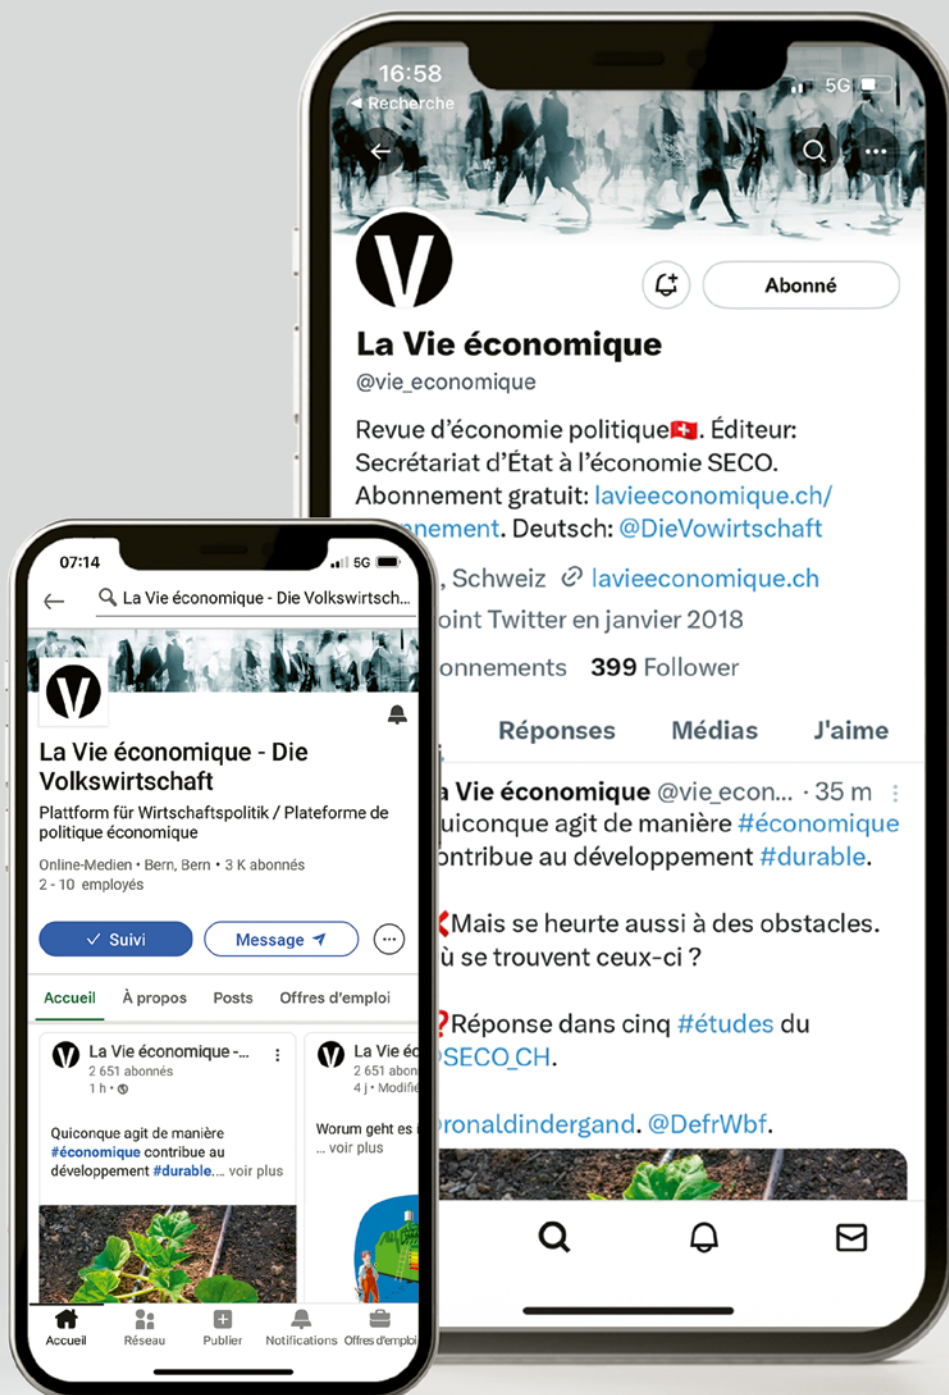 16:58
5G
Recherche
V
Abonné
La Vie économique
@vie_economique
Revue d'économie politique. Éditeur:
Secrétariat d'État à l'économie SECO.
Abonnement gratuit: lavieeconomique.ch/
. Deutsch: @DieVowirtschaft
, Schweiz lavieeconomique.ch
Twitter en janvier 2018
399 Follower
Réponses Médias J'aime
Vie économique @vie_econ... · 35 m
agit de manière #économique
au développement #durable.
Mais se heurte aussi à des obstacles.
se trouvent ceux-ci ?
Réponse dans cinq #études du
SECO_CH.
ronaldindergand. @DefrWbf.
07:14
5G
La Vie économique - Die Volkswirtsch...
V
La Vie économique - Die
Volkswirtschaft
Plattform für Wirtschaftspolitik / Plateforme de
politique économique
Online-Medien • Bern, Bern • 3 K abonnés
2 - 10 employés
Suivi
Message
Accueil À propos Posts Offres d'emploi
V
La Vie économique -...
2 651 abonnés
1 h •
Quiconque agit de manière
#économique contribue au
développement #durable.... voir plus
V
La Vie éc
2 651 abon
4 j • Modifié
Worum geht es
... voir plus
Accueil Réseau Publier Notifications Offres d'emploi